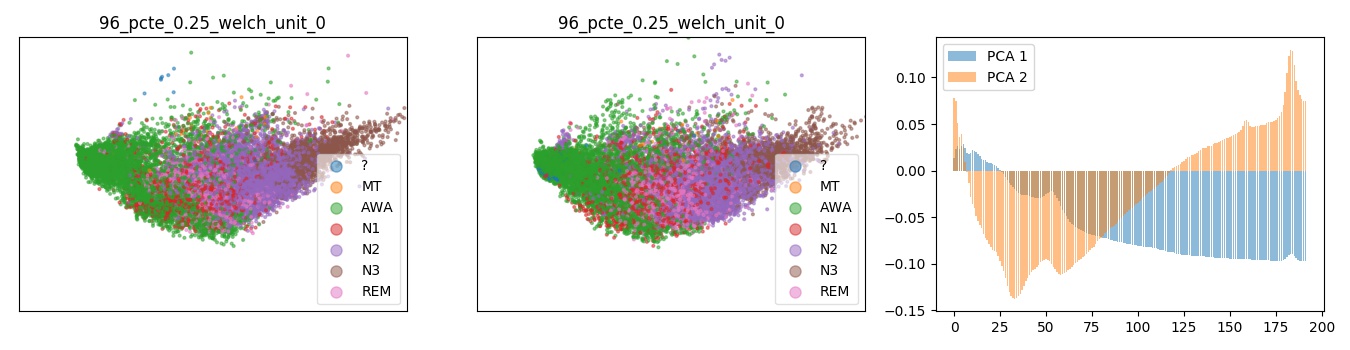 96_pcte_0.25_welch_unit_0
?
MT
AWA
N1
N2
N3
REM
96_pcte_0.25_welch_unit_0
?
MT
AWA
N1
N2
N3
REM
PCA 1
PCA 2
0.10
0.05
0.00
−0.05
−0.10
−0.15
0 25 50 75 100 125 150 175 200